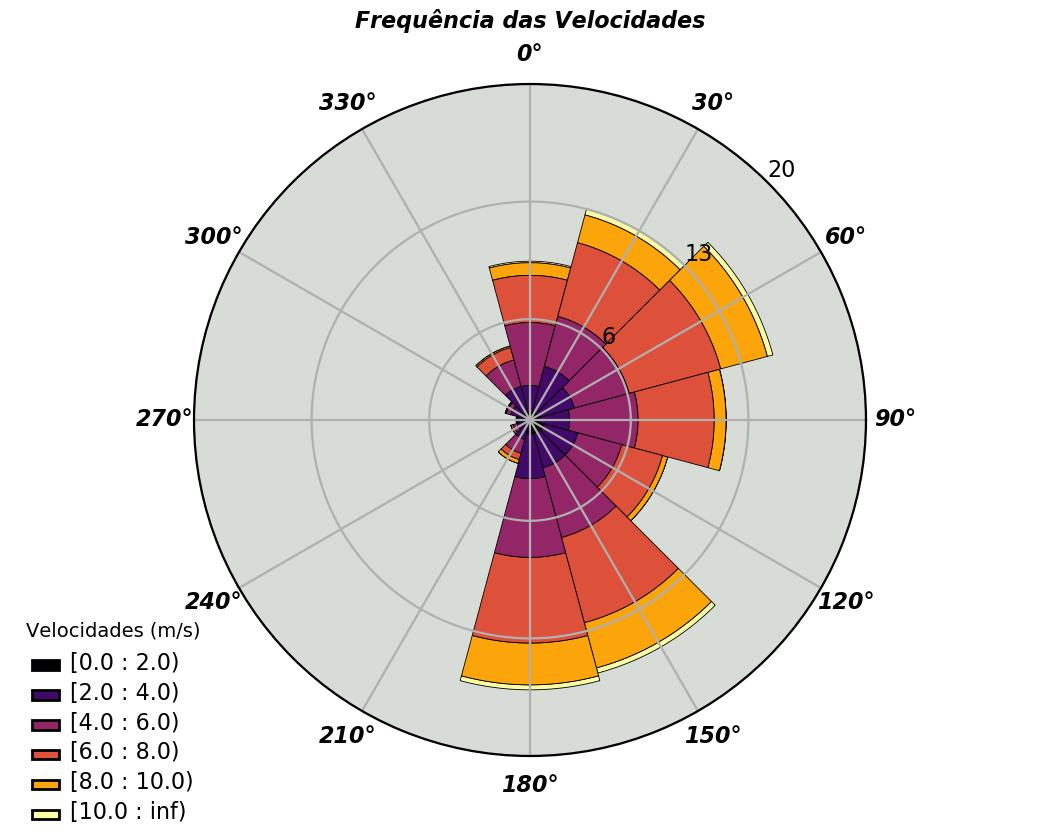 Frequência das Velocidades
0°
330°
30°
20
300°
60°
13
6
270°
90°
240°
120°
210°
150°
180°
Velocidades (m/s)
[0.0 : 2.0)
[2.0 : 4.0)
[4.0 : 6.0)
[6.0 : 8.0)
[8.0 : 10.0)
[10.0 : inf)